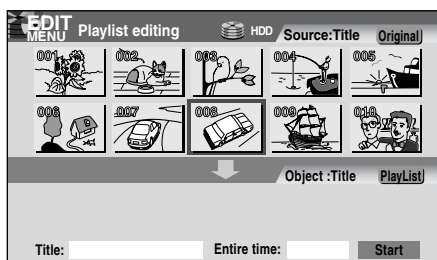 EDIT
MENU Playlist editing HDD Source:Title Original
001 002 003 004 005
006 007 008 009 010
Object :Title PlayList
Title: Entire time: Start